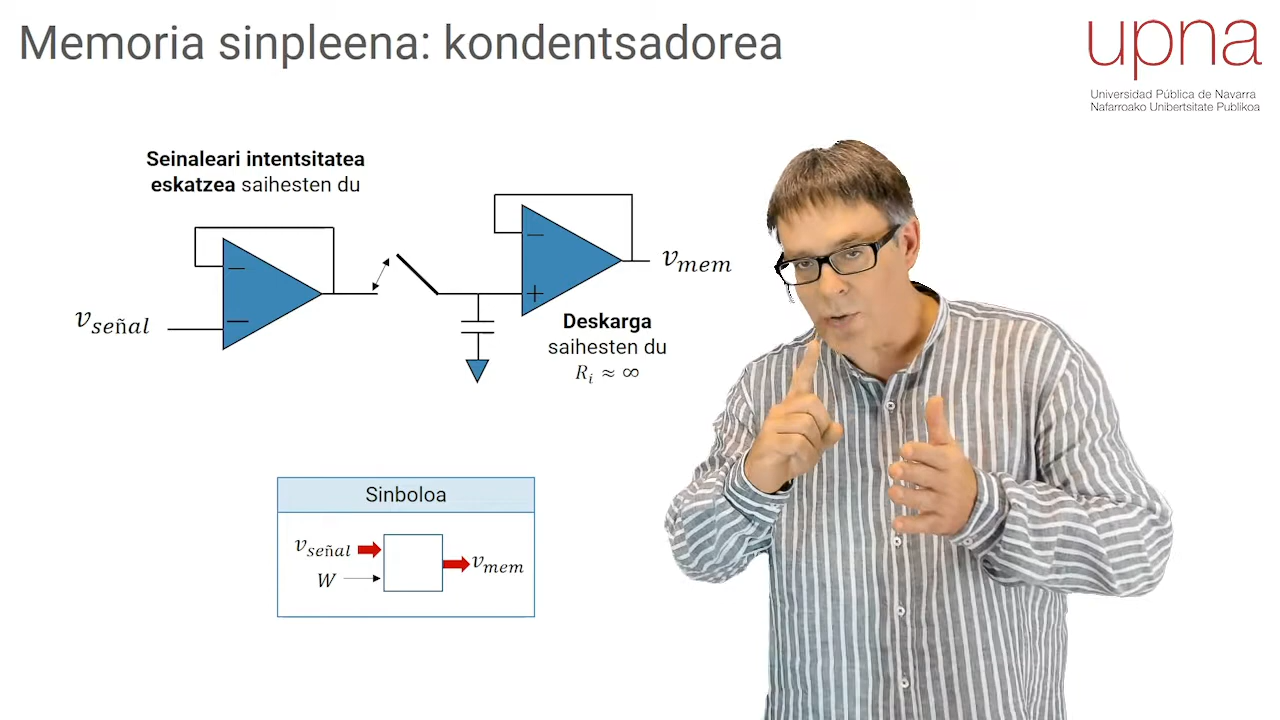 Memoria sinpleena: kondentsadorea
upna
Universidad Pública de Navarra
Nafarroako Unibertsitate Publikoa
Seinaleari intentsitatea
eskatzea saihesten du
−
−
v_señal
−
+
v_mem
Deskarga
saihesten du
R_i ≈ ∞
Sinboloa
v_señal
W
v_mem